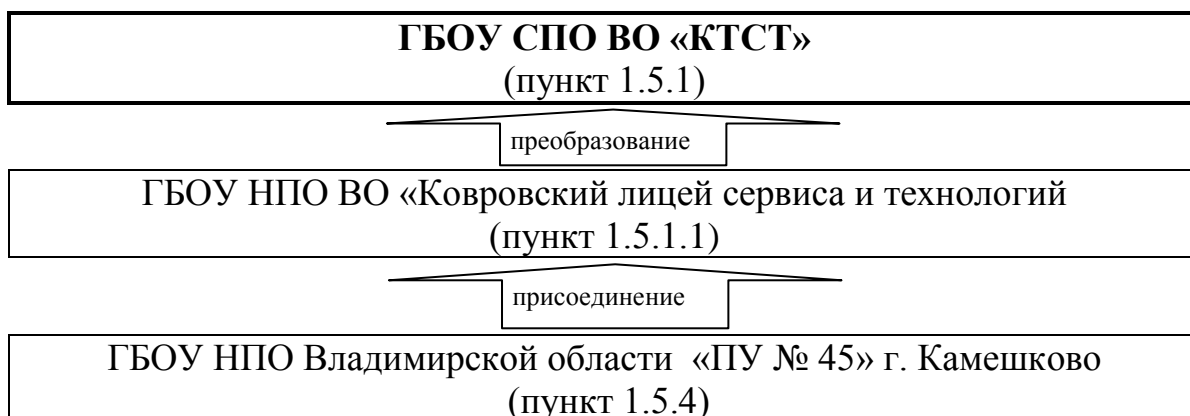 ГБОУ СПО ВО «КТСТ»
(пункт 1.5.1)
преобразование
ГБОУ НПО ВО «Ковровский лицей сервиса и технологий
(пункт 1.5.1.1)
присоединение
ГБОУ НПО Владимирской области «ПУ № 45» г. Камешково
(пункт 1.5.4)